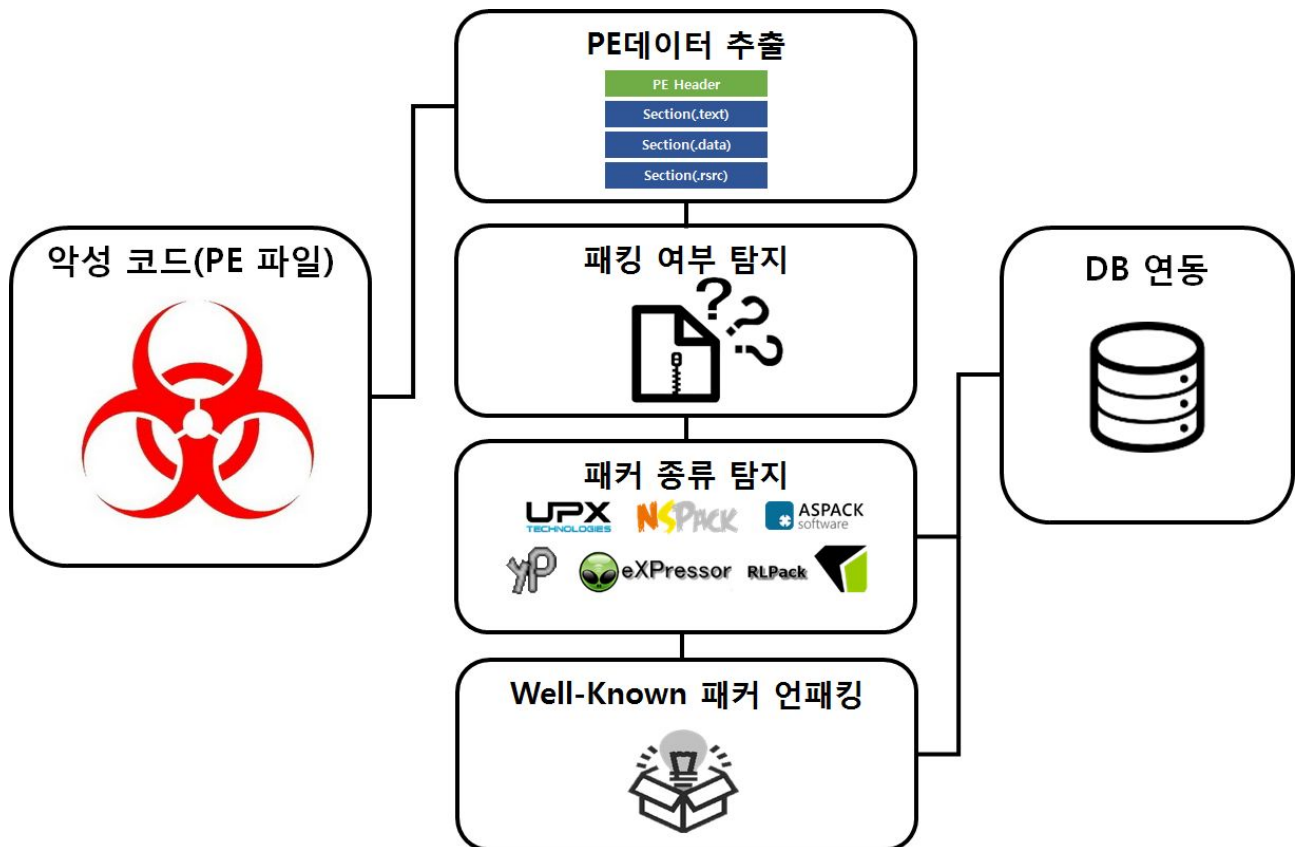 PE데이터 추출
PE Header
Section(.text)
Section(.data)
Section(.rsrc)
악성 코드(PE 파일)
패킹 여부 탐지
???
DB 연동
패커 종류 탐지
UPX
TECHNOLOGIES
NSPACK
ASPACK
software
yP
eXPressor
RLPack
Well-Known 패커 언패킹